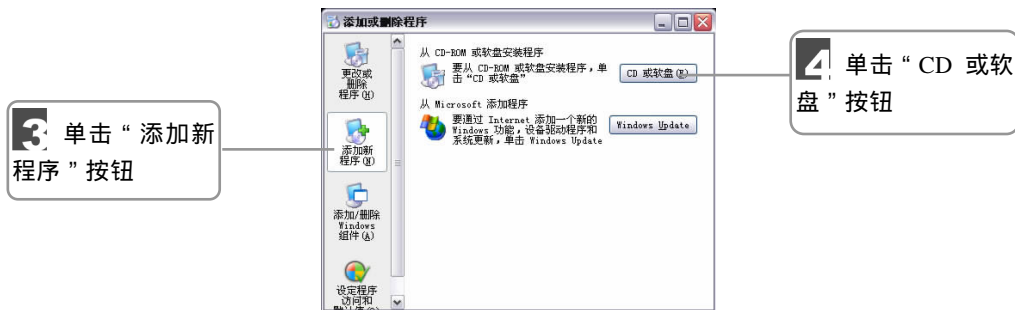 添加或删除程序
更改或
删除
程序(H)
添加新
程序(N)
添加/删除
Windows
组件(A)
设定程序
访问和
从 CD-ROM 或软盘安装程序
要从 CD-ROM 或软盘安装程序，单
击“CD 或软盘”
CD 或软盘(F)
从 Microsoft 添加程序
要通过 Internet 添加一个新的
Windows 功能，设备驱动程序和
系统更新，单击 Windows Update
Windows Update
3 单击“添加新
程序”按钮
4 单击“CD 或软
盘”按钮